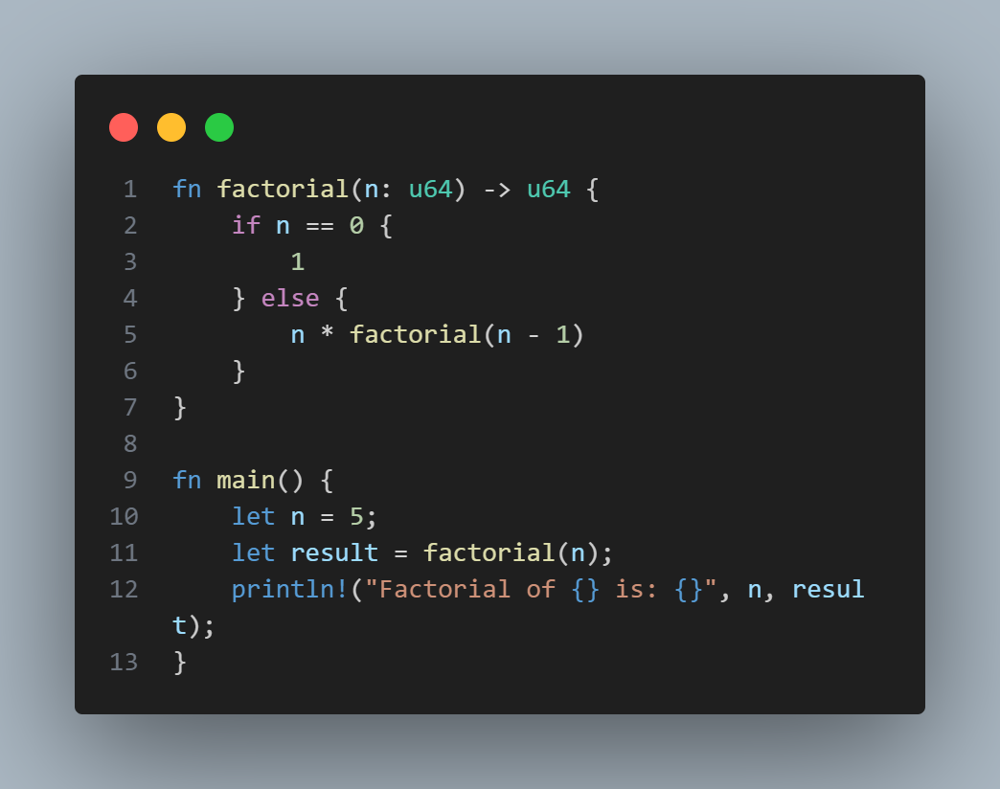 1 fn factorial(n: u64) -> u64 {
2     if n == 0 {
3         1
4     } else {
5         n * factorial(n - 1)
6     }
7 }
8
9 fn main() {
10     let n = 5;
11     let result = factorial(n);
12     println!("Factorial of {} is: {}", n, resul
t);
13 }